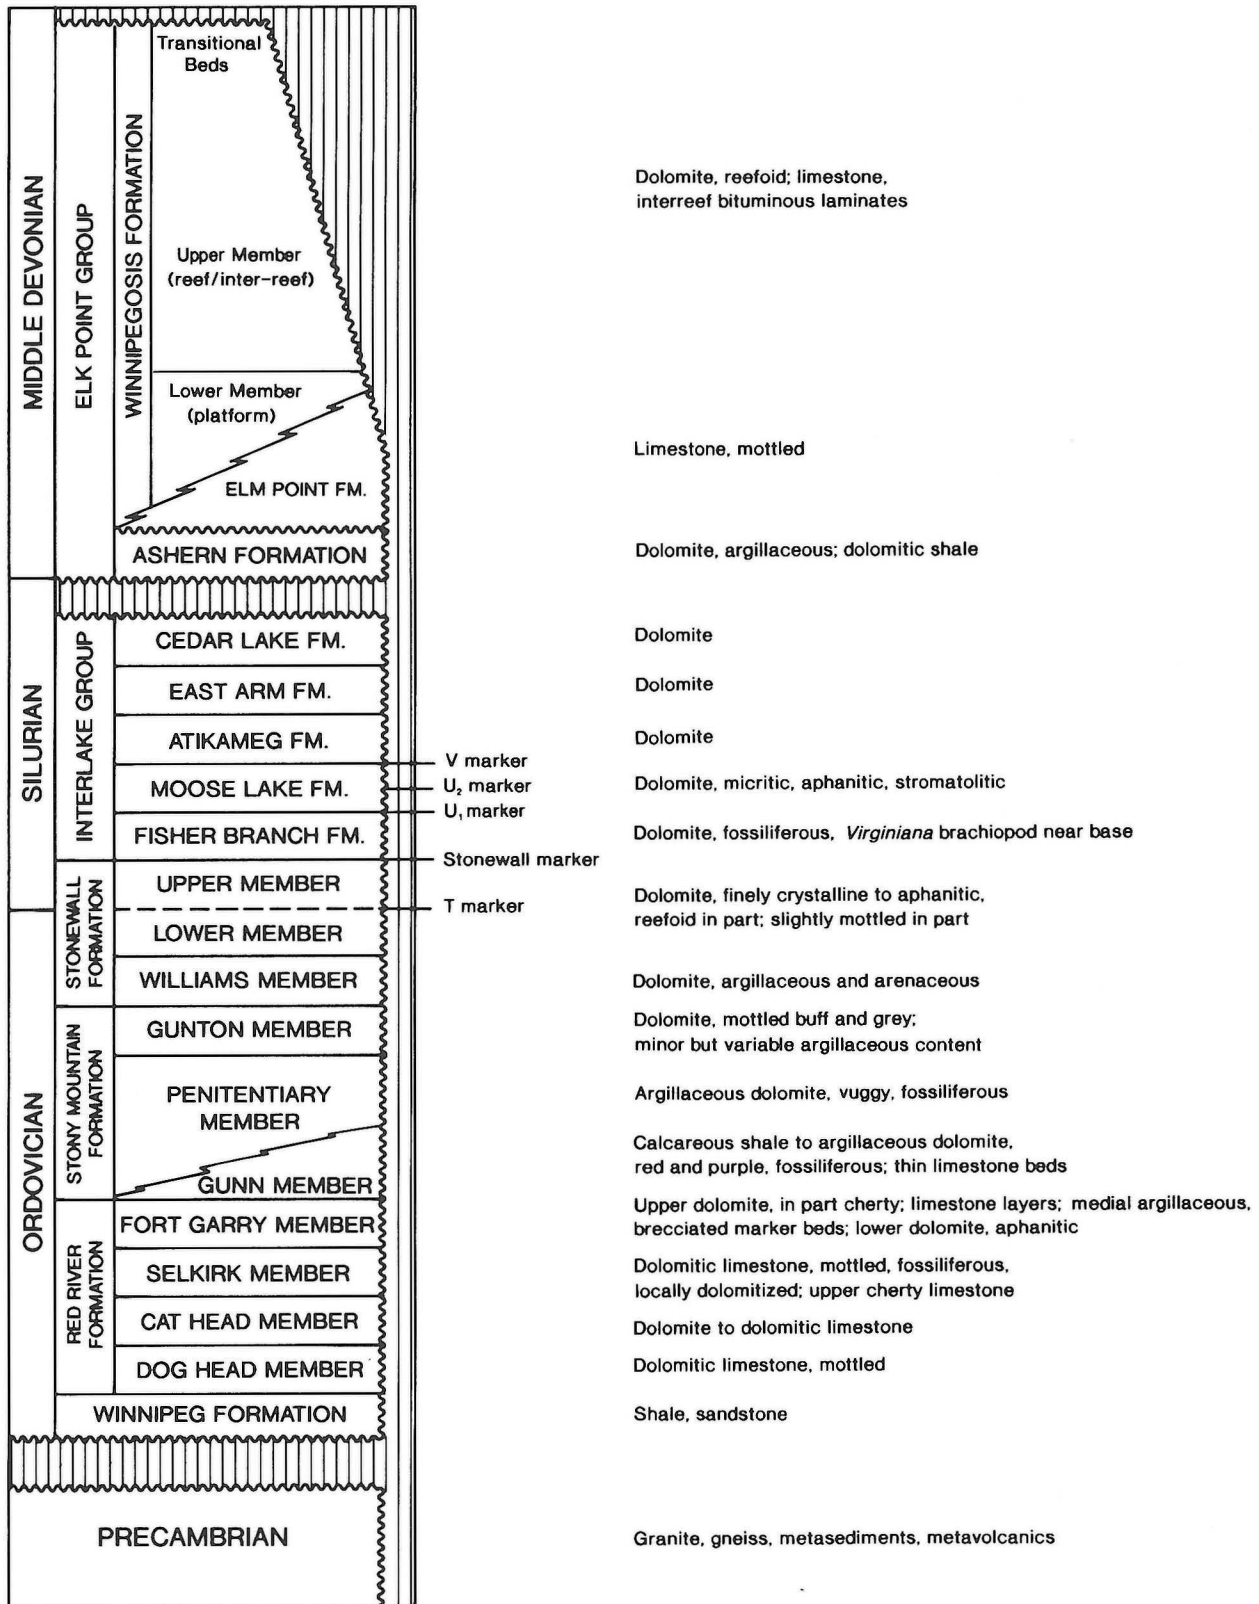 MIDDLE DEVONIAN
ELK POINT GROUP
WINNIPEGOSIS FORMATION
Transitional
Beds
Upper Member
(reef/inter-reef)
Dolomite, reefoid; limestone,
interreef bituminous laminates
Lower Member
(platform)
ELM POINT FM.
Limestone, mottled
ASHERN FORMATION
Dolomite, argillaceous; dolomitic shale
SILURIAN
INTERLAKE GROUP
CEDAR LAKE FM.
Dolomite
EAST ARM FM.
Dolomite
ATIKAMEG FM.
Dolomite
V marker
MOOSE LAKE FM.
U₂ marker
Dolomite, micritic, aphanitic, stromatolitic
U₁ marker
FISHER BRANCH FM.
Dolomite, fossiliferous, Virginiana brachiopod near base
Stonewall marker
STONEWALL
FORMATION
UPPER MEMBER
Dolomite, finely crystalline to aphanitic,
reefoid in part; slightly mottled in part
T marker
ORDOVICIAN
LOWER MEMBER
WILLIAMS MEMBER
Dolomite, argillaceous and arenaceous
STONY MOUNTAIN
FORMATION
GUNTON MEMBER
Dolomite, mottled buff and grey;
minor but variable argillaceous content
PENITENTIARY
MEMBER
Argillaceous dolomite, vuggy, fossiliferous
GUNN MEMBER
Calcareous shale to argillaceous dolomite,
red and purple, fossiliferous; thin limestone beds
RED RIVER
FORMATION
FORT GARRY MEMBER
Upper dolomite, in part cherty; limestone layers; medial argillaceous,
brecciated marker beds; lower dolomite, aphanitic
SELKIRK MEMBER
Dolomitic limestone, mottled, fossiliferous,
locally dolomitized; upper cherty limestone
CAT HEAD MEMBER
Dolomite to dolomitic limestone
DOG HEAD MEMBER
Dolomitic limestone, mottled
WINNIPEG FORMATION
Shale, sandstone
PRECAMBRIAN
Granite, gneiss, metasediments, metavolcanics